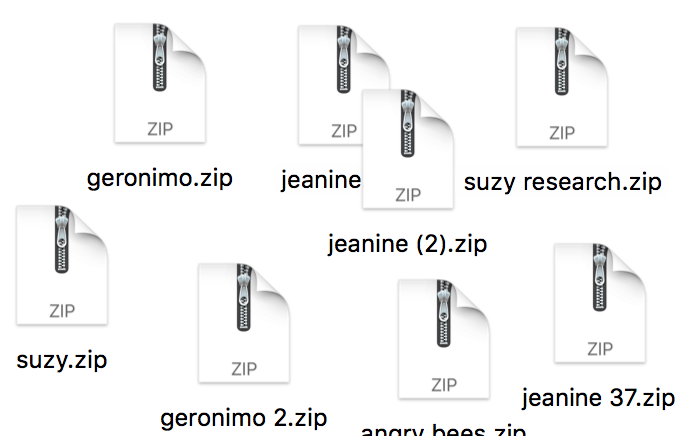 ZIP
geronimo.zip
ZIP
jeanine
ZIP
suzy research.zip
ZIP
jeanine (2).zip
ZIP
suzy.zip
ZIP
geronimo 2.zip
ZIP
angry bees.zip
ZIP
jeanine 37.zip